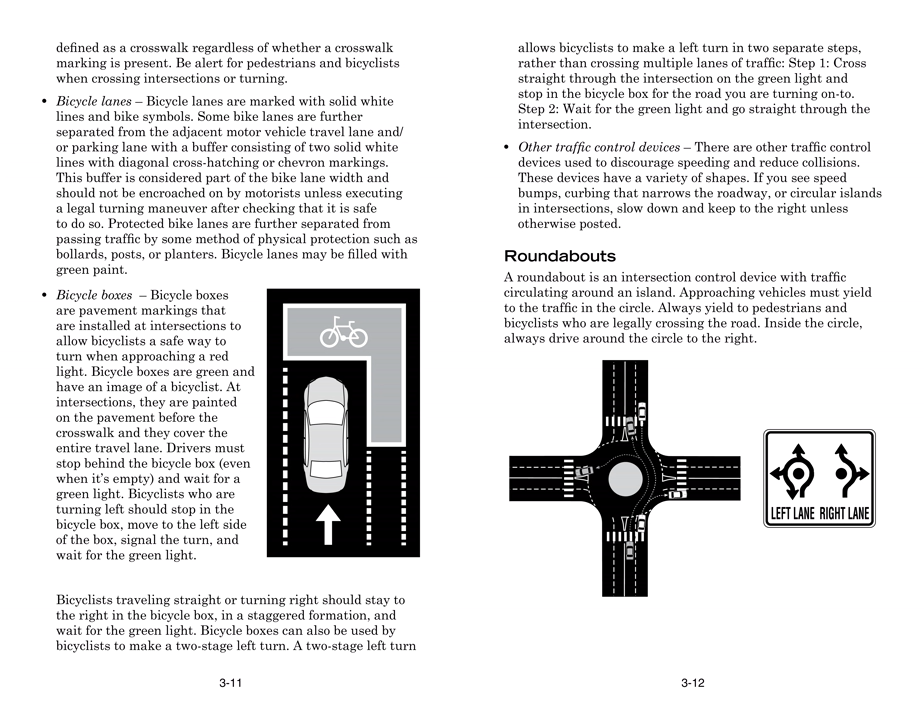 defined as a crosswalk regardless of whether a crosswalk
marking is present. Be alert for pedestrians and bicyclists
when crossing intersections or turning.
• Bicycle lanes – Bicycle lanes are marked with solid white
lines and bike symbols. Some bike lanes are further
separated from the adjacent motor vehicle travel lane and/
or parking lane with a buffer consisting of two solid white
lines with diagonal cross-hatching or chevron markings.
This buffer is considered part of the bike lane width and
should not be encroached on by motorists unless executing
a legal turning maneuver after checking that it is safe
to do so. Protected bike lanes are further separated from
passing traffic by some method of physical protection such as
bollards, posts, or planters. Bicycle lanes may be filled with
green paint.
• Bicycle boxes – Bicycle boxes
are pavement markings that
are installed at intersections to
allow bicyclists a safe way to
turn when approaching a red
light. Bicycle boxes are green and
have an image of a bicyclist. At
intersections, they are painted
on the pavement before the
crosswalk and they cover the
entire travel lane. Drivers must
stop behind the bicycle box (even
when it's empty) and wait for a
green light. Bicyclists who are
turning left should stop in the
bicycle box, move to the left side
of the box, signal the turn, and
wait for the green light.
Bicyclists traveling straight or turning right should stay to
the right in the bicycle box, in a staggered formation, and
wait for the green light. Bicycle boxes can also be used by
bicyclists to make a two-stage left turn. A two-stage left turn
3-11
allows bicyclists to make a left turn in two separate steps,
rather than crossing multiple lanes of traffic: Step 1: Cross
straight through the intersection on the green light and
stop in the bicycle box for the road you are turning on-to.
Step 2: Wait for the green light and go straight through the
intersection.
• Other traffic control devices – There are other traffic control
devices used to discourage speeding and reduce collisions.
These devices have a variety of shapes. If you see speed
bumps, curbing that narrows the roadway, or circular islands
in intersections, slow down and keep to the right unless
otherwise posted.
Roundabouts
A roundabout is an intersection control device with traffic
circulating around an island. Approaching vehicles must yield
to the traffic in the circle. Always yield to pedestrians and
bicyclists who are legally crossing the road. Inside the circle,
always drive around the circle to the right.
LEFT LANE RIGHT LANE
3-12